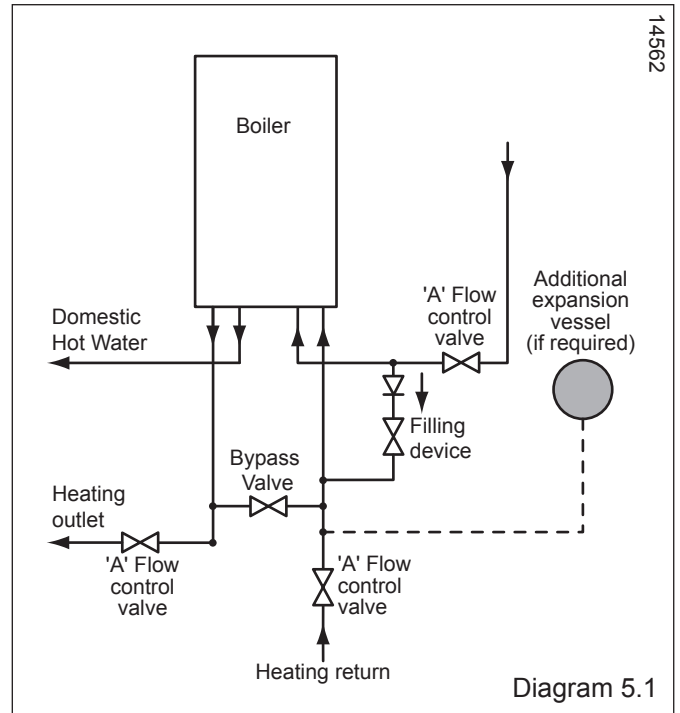 14562
Boiler
'A' Flow
control
valve
Additional
expansion
vessel
(if required)
Domestic
Hot Water
Filling
device
Bypass
Valve
Heating
outlet
'A' Flow
control
valve
'A' Flow
control
valve
Heating return
Diagram 5.1